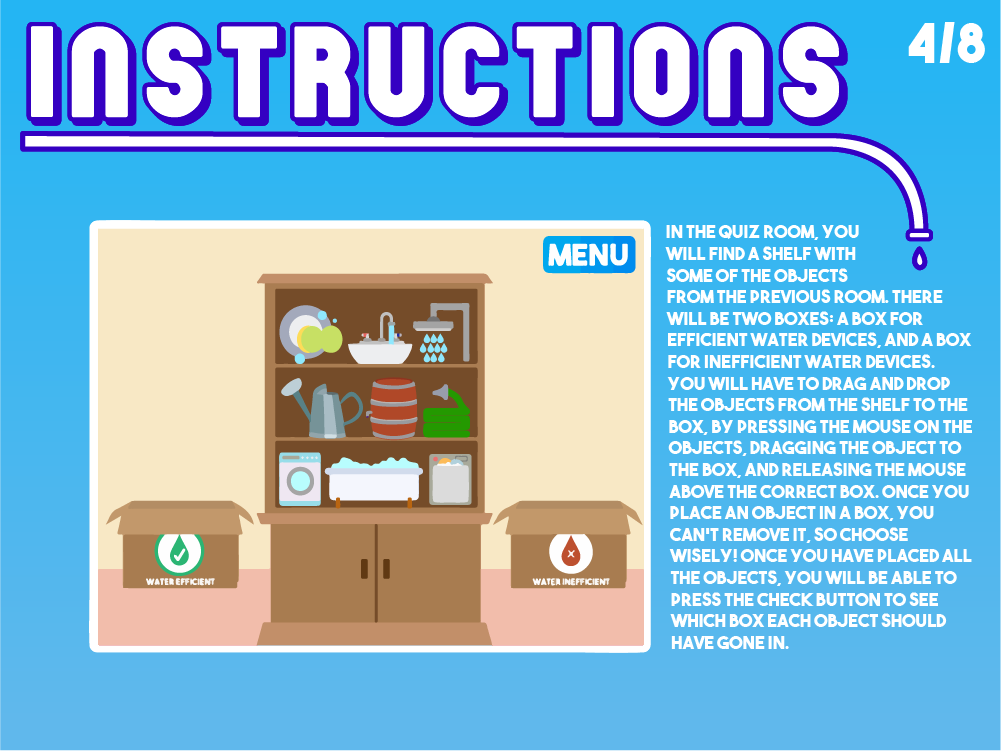 INSTRUCTIONS
4/8
MENU
WATER EFFICIENT
WATER INEFFICIENT
IN THE QUIZ ROOM, YOU
WILL FIND A SHELF WITH
SOME OF THE OBJECTS
FROM THE PREVIOUS ROOM. THERE
WILL BE TWO BOXES: A BOX FOR
EFFICIENT WATER DEVICES, AND A BOX
FOR INEFFICIENT WATER DEVICES.
YOU WILL HAVE TO DRAG AND DROP
THE OBJECTS FROM THE SHELF TO THE
BOX, BY PRESSING THE MOUSE ON THE
OBJECTS, DRAGGING THE OBJECT TO
THE BOX, AND RELEASING THE MOUSE
ABOVE THE CORRECT BOX. ONCE YOU
PLACE AN OBJECT IN A BOX, YOU
CAN'T REMOVE IT, SO CHOOSE
WISELY! ONCE YOU HAVE PLACED ALL
THE OBJECTS, YOU WILL BE ABLE TO
PRESS THE CHECK BUTTON TO SEE
WHICH BOX EACH OBJECT SHOULD
HAVE GONE IN.